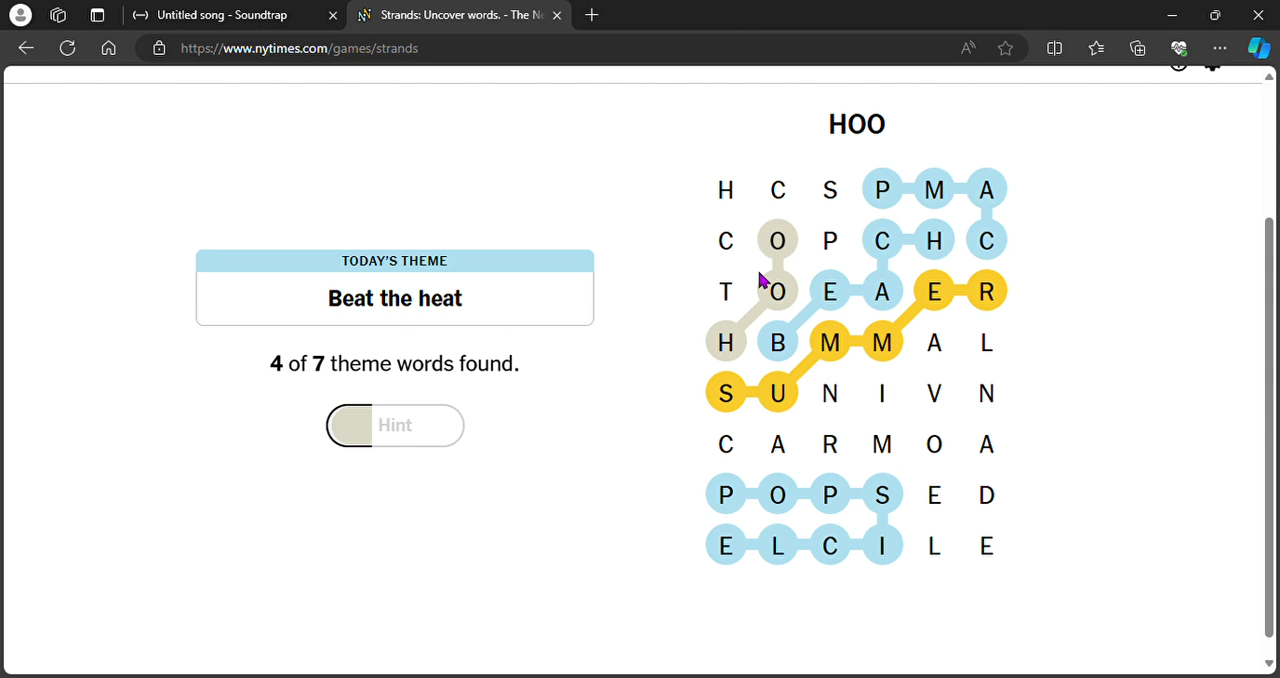 Untitled song - Soundtrap
Strands: Uncover words. - The N
https://www.nytimes.com/games/strands
HOO
H C S P M A
C O P C H C
T O E A E R
H B M M A L
S U N I V N
C A R M O A
P O P S E D
E L C I L E
TODAY'S THEME
Beat the heat
4 of 7 theme words found.
Hint